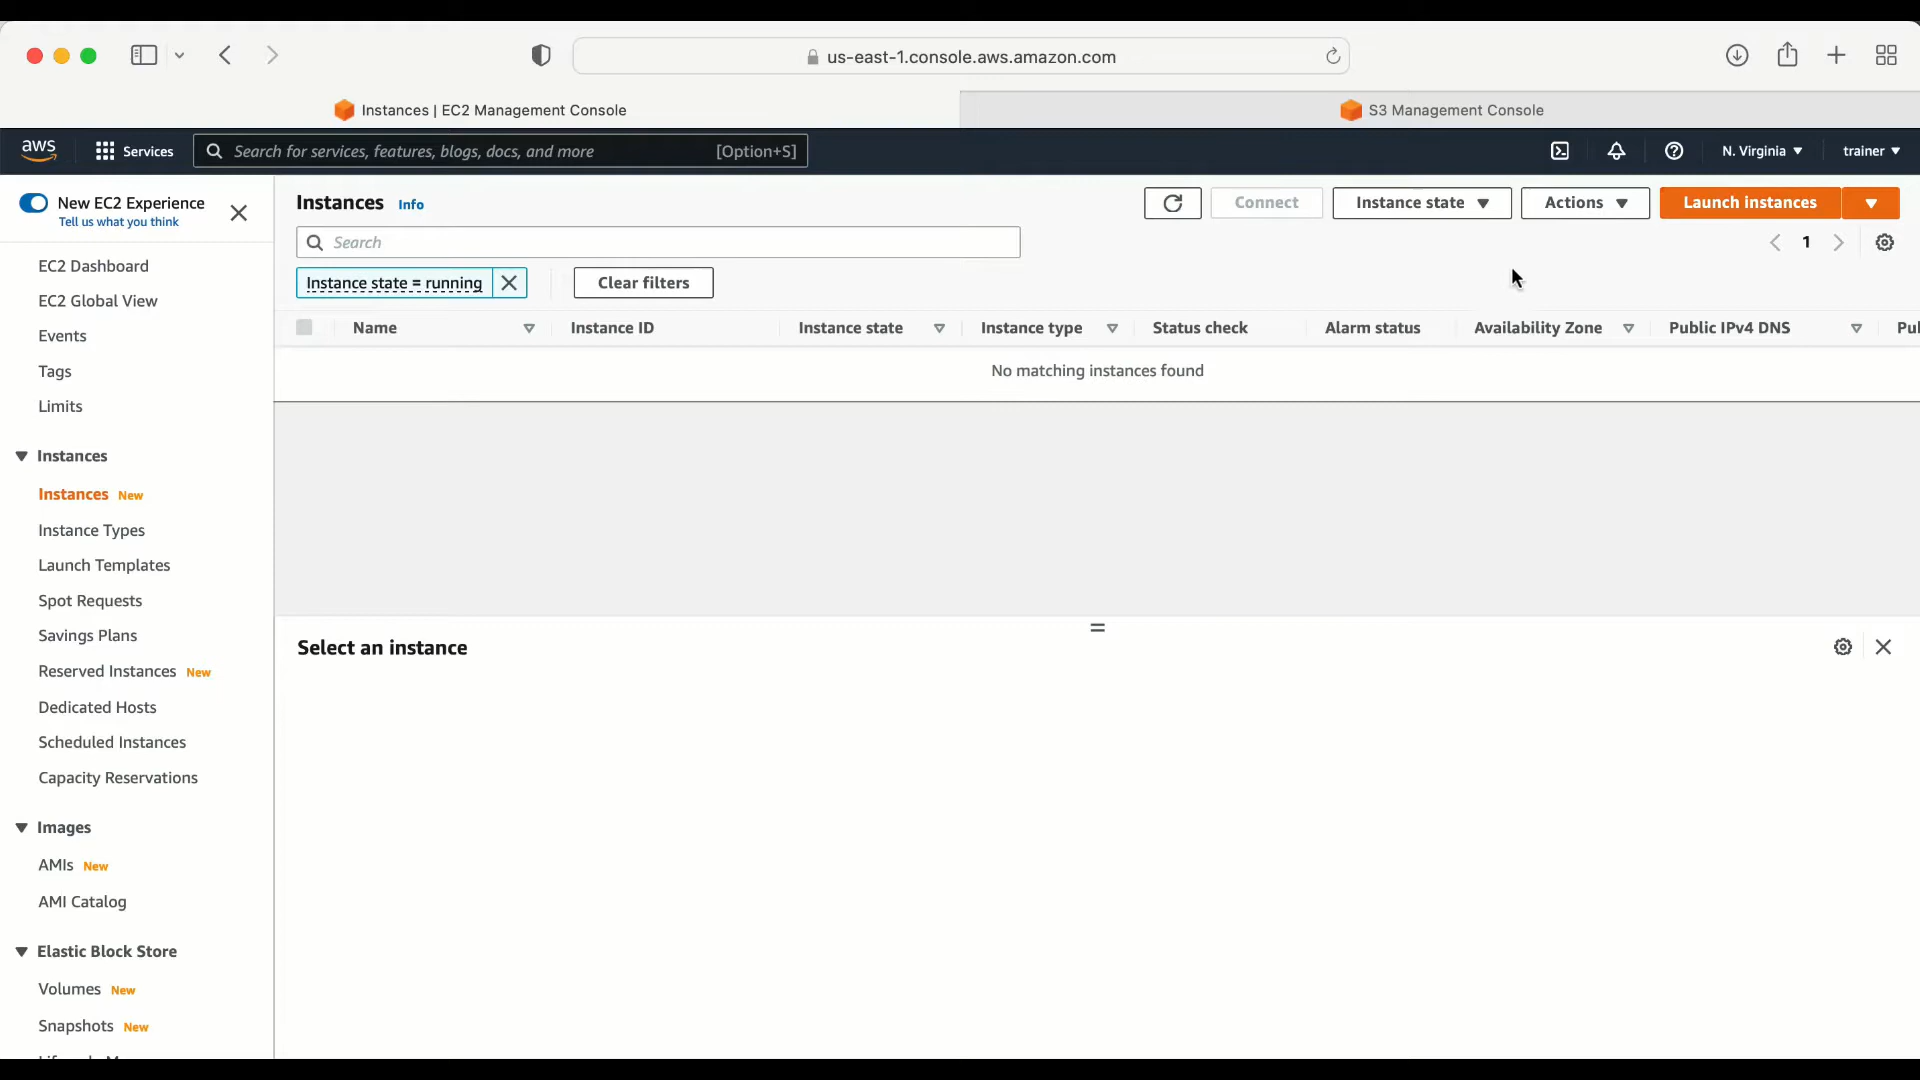 us-east-1.console.aws.amazon.com
Instances | EC2 Management Console
S3 Management Console
aws
Services
Search for services, features, blogs, docs, and more
[Option+S]
N. Virginia
trainer
New EC2 Experience
Tell us what you think
EC2 Dashboard
EC2 Global View
Events
Tags
Limits
Instances
Instances New
Instance Types
Launch Templates
Spot Requests
Savings Plans
Reserved Instances New
Dedicated Hosts
Scheduled Instances
Capacity Reservations
Images
AMIs New
AMI Catalog
Elastic Block Store
Volumes New
Snapshots New
Instances Info
Connect
Instance state
Actions
Launch instances
Search
1
Instance state = running
Clear filters
Name
Instance ID
Instance state
Instance type
Status check
Alarm status
Availability Zone
Public IPv4 DNS
Pul
No matching instances found
Select an instance